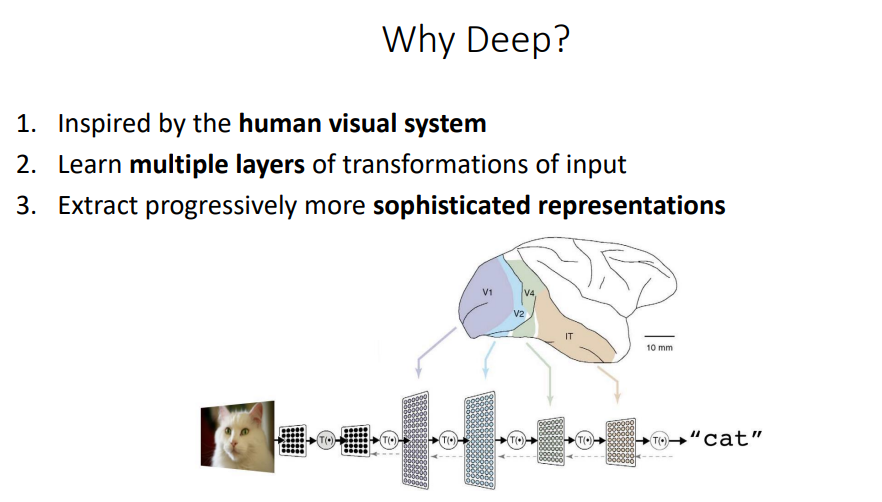 Why Deep?
1. Inspired by the human visual system
2. Learn multiple layers of transformations of input
3. Extract progressively more sophisticated representations
V1
V4
V2
IT
10 mm
T(•)
T(•)
T(•)
T(•)
T(•)
T(•)
"cat"